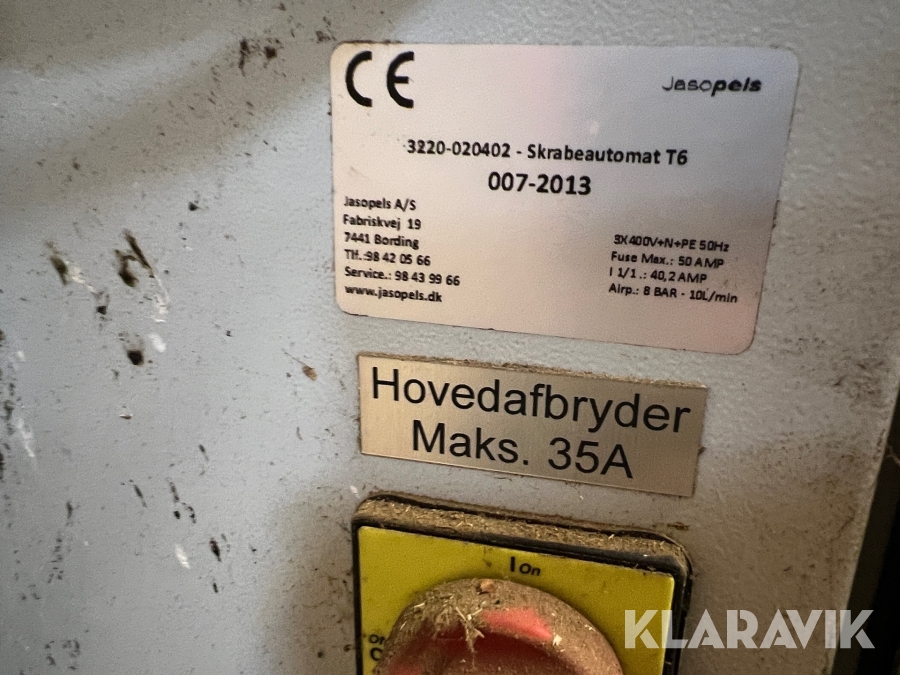 CE
Jasopels
3220-020402 - Skrabeautomat T6
007-2013
Jasopels A/S
Fabriksvej 19
7441 Bording
Tlf.:98 42 05 66
Service.: 98 43 99 66
www.jasopels.dk
3X400V+N+PE 50Hz
Fuse Max.: 50 AMP
I 1/1 .: 40,2 AMP
Airp.: 8 BAR - 10L/min
Hovedafbryder
Maks. 35A
I On
KLARAVIK